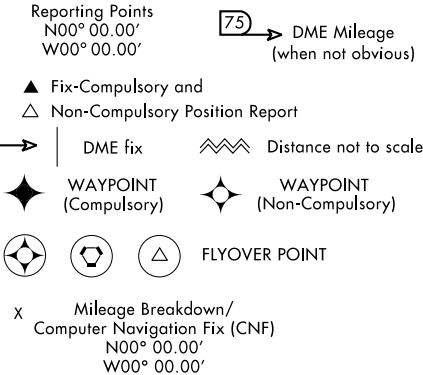 Reporting Points
N00° 00.00′
W00° 00.00′
75
DME Mileage
(when not obvious)
Fix-Compulsory and
Non-Compulsory Position Report
DME fix
Distance not to scale
WAYPOINT
(Compulsory)
WAYPOINT
(Non-Compulsory)
FLYOVER POINT
X
Mileage Breakdown/
Computer Navigation Fix (CNF)
N00° 00.00′
W00° 00.00′